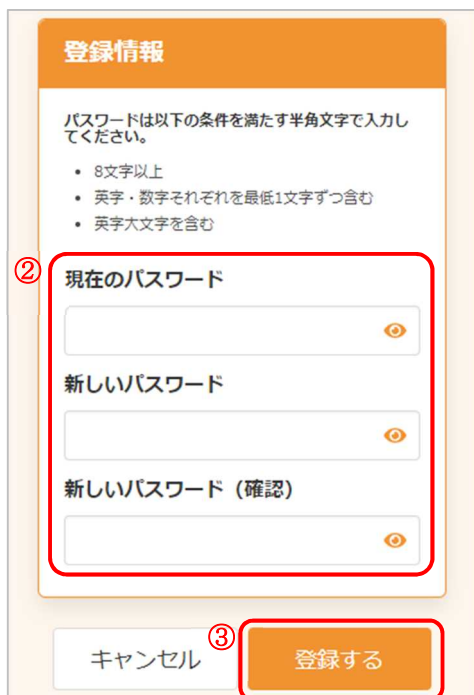 登録情報
パスワードは以下の条件を満たす半角文字で入力し
てください。
• 8文字以上
• 英字・数字それぞれを最低1文字ずつ含む
• 英字大文字を含む
②
現在のパスワード
新しいパスワード
新しいパスワード（確認）
キャンセル
③
登録する